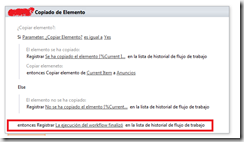 Copiado de Elemento
¿Copiar?
Si Parameter: ¿Copiar Elemento? es igual a Yes
El elemento se ha copiado
Registrar Se ha copiado el elemento (%Current I... en la lista de historial de flujo de trabajo
Copiar elemento
entonces Copiar elemento de Current Item a Anuncios
Else
El elemento no se ha copiado
Registrar El elemento no se ha copiado (%Current... en la lista de historial de flujo de trabajo
entonces Registrar La ejecución del workflow finalizó en la lista de historial de flujo de trabajo